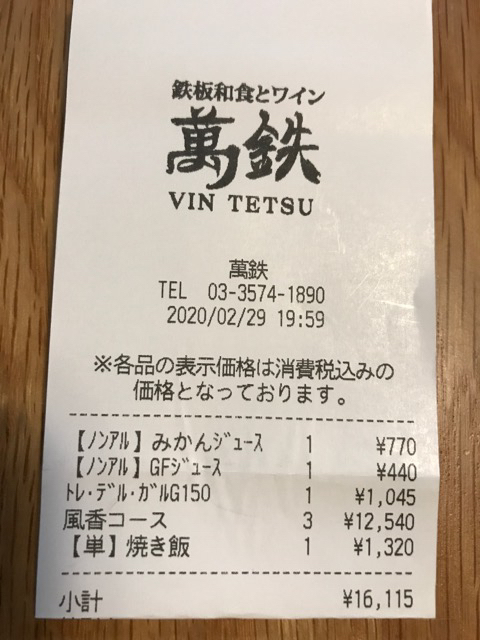 鉄板和食とワイン
萬鉄
VIN TETSU
萬鉄
TEL 03-3574-1890
2020/02/29 19:59
※各品の表示価格は消費税込みの
価格となっております。
【ﾉﾝｱﾙ】みかんｼﾞｭｰｽ 1 ¥770
【ﾉﾝｱﾙ】GFｼﾞｭｰｽ 1 ¥440
ﾄﾚ･ﾃﾞﾙ･ｶﾞﾙG150 1 ¥1,045
風香コース 3 ¥12,540
【単】焼き飯 1 ¥1,320
小計 ¥16,115